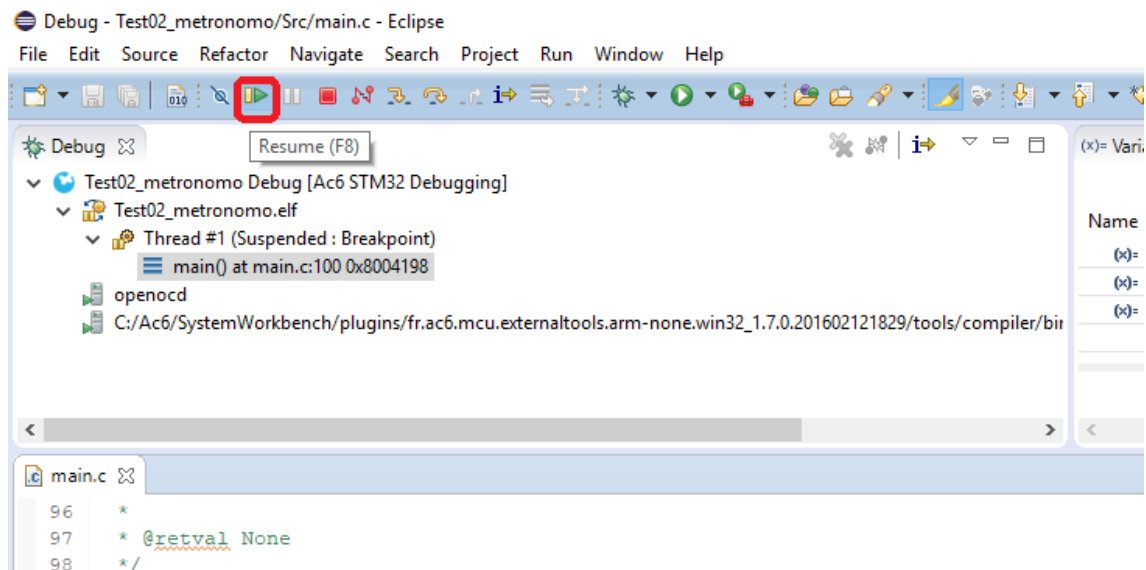 Debug - Test02_metronomo/Src/main.c - Eclipse
File Edit Source Refactor Navigate Search Project Run Window Help
010
Resume (F8)
Debug
(x)=
Test02_metronomo Debug [Ac6 STM32 Debugging]
Test02_metronomo.elf
Name
Thread #1 (Suspended : Breakpoint)
(x)=
main() at main.c:100 0x8004198
(x)=
openocd
(x)=
C:/Ac6/SystemWorkbench/plugins/fr.ac6.mcu.externaltools.arm-none.win32_1.7.0.201602121829/tools/compiler/bin
main.c
96 *
97 * @retval None
98 */